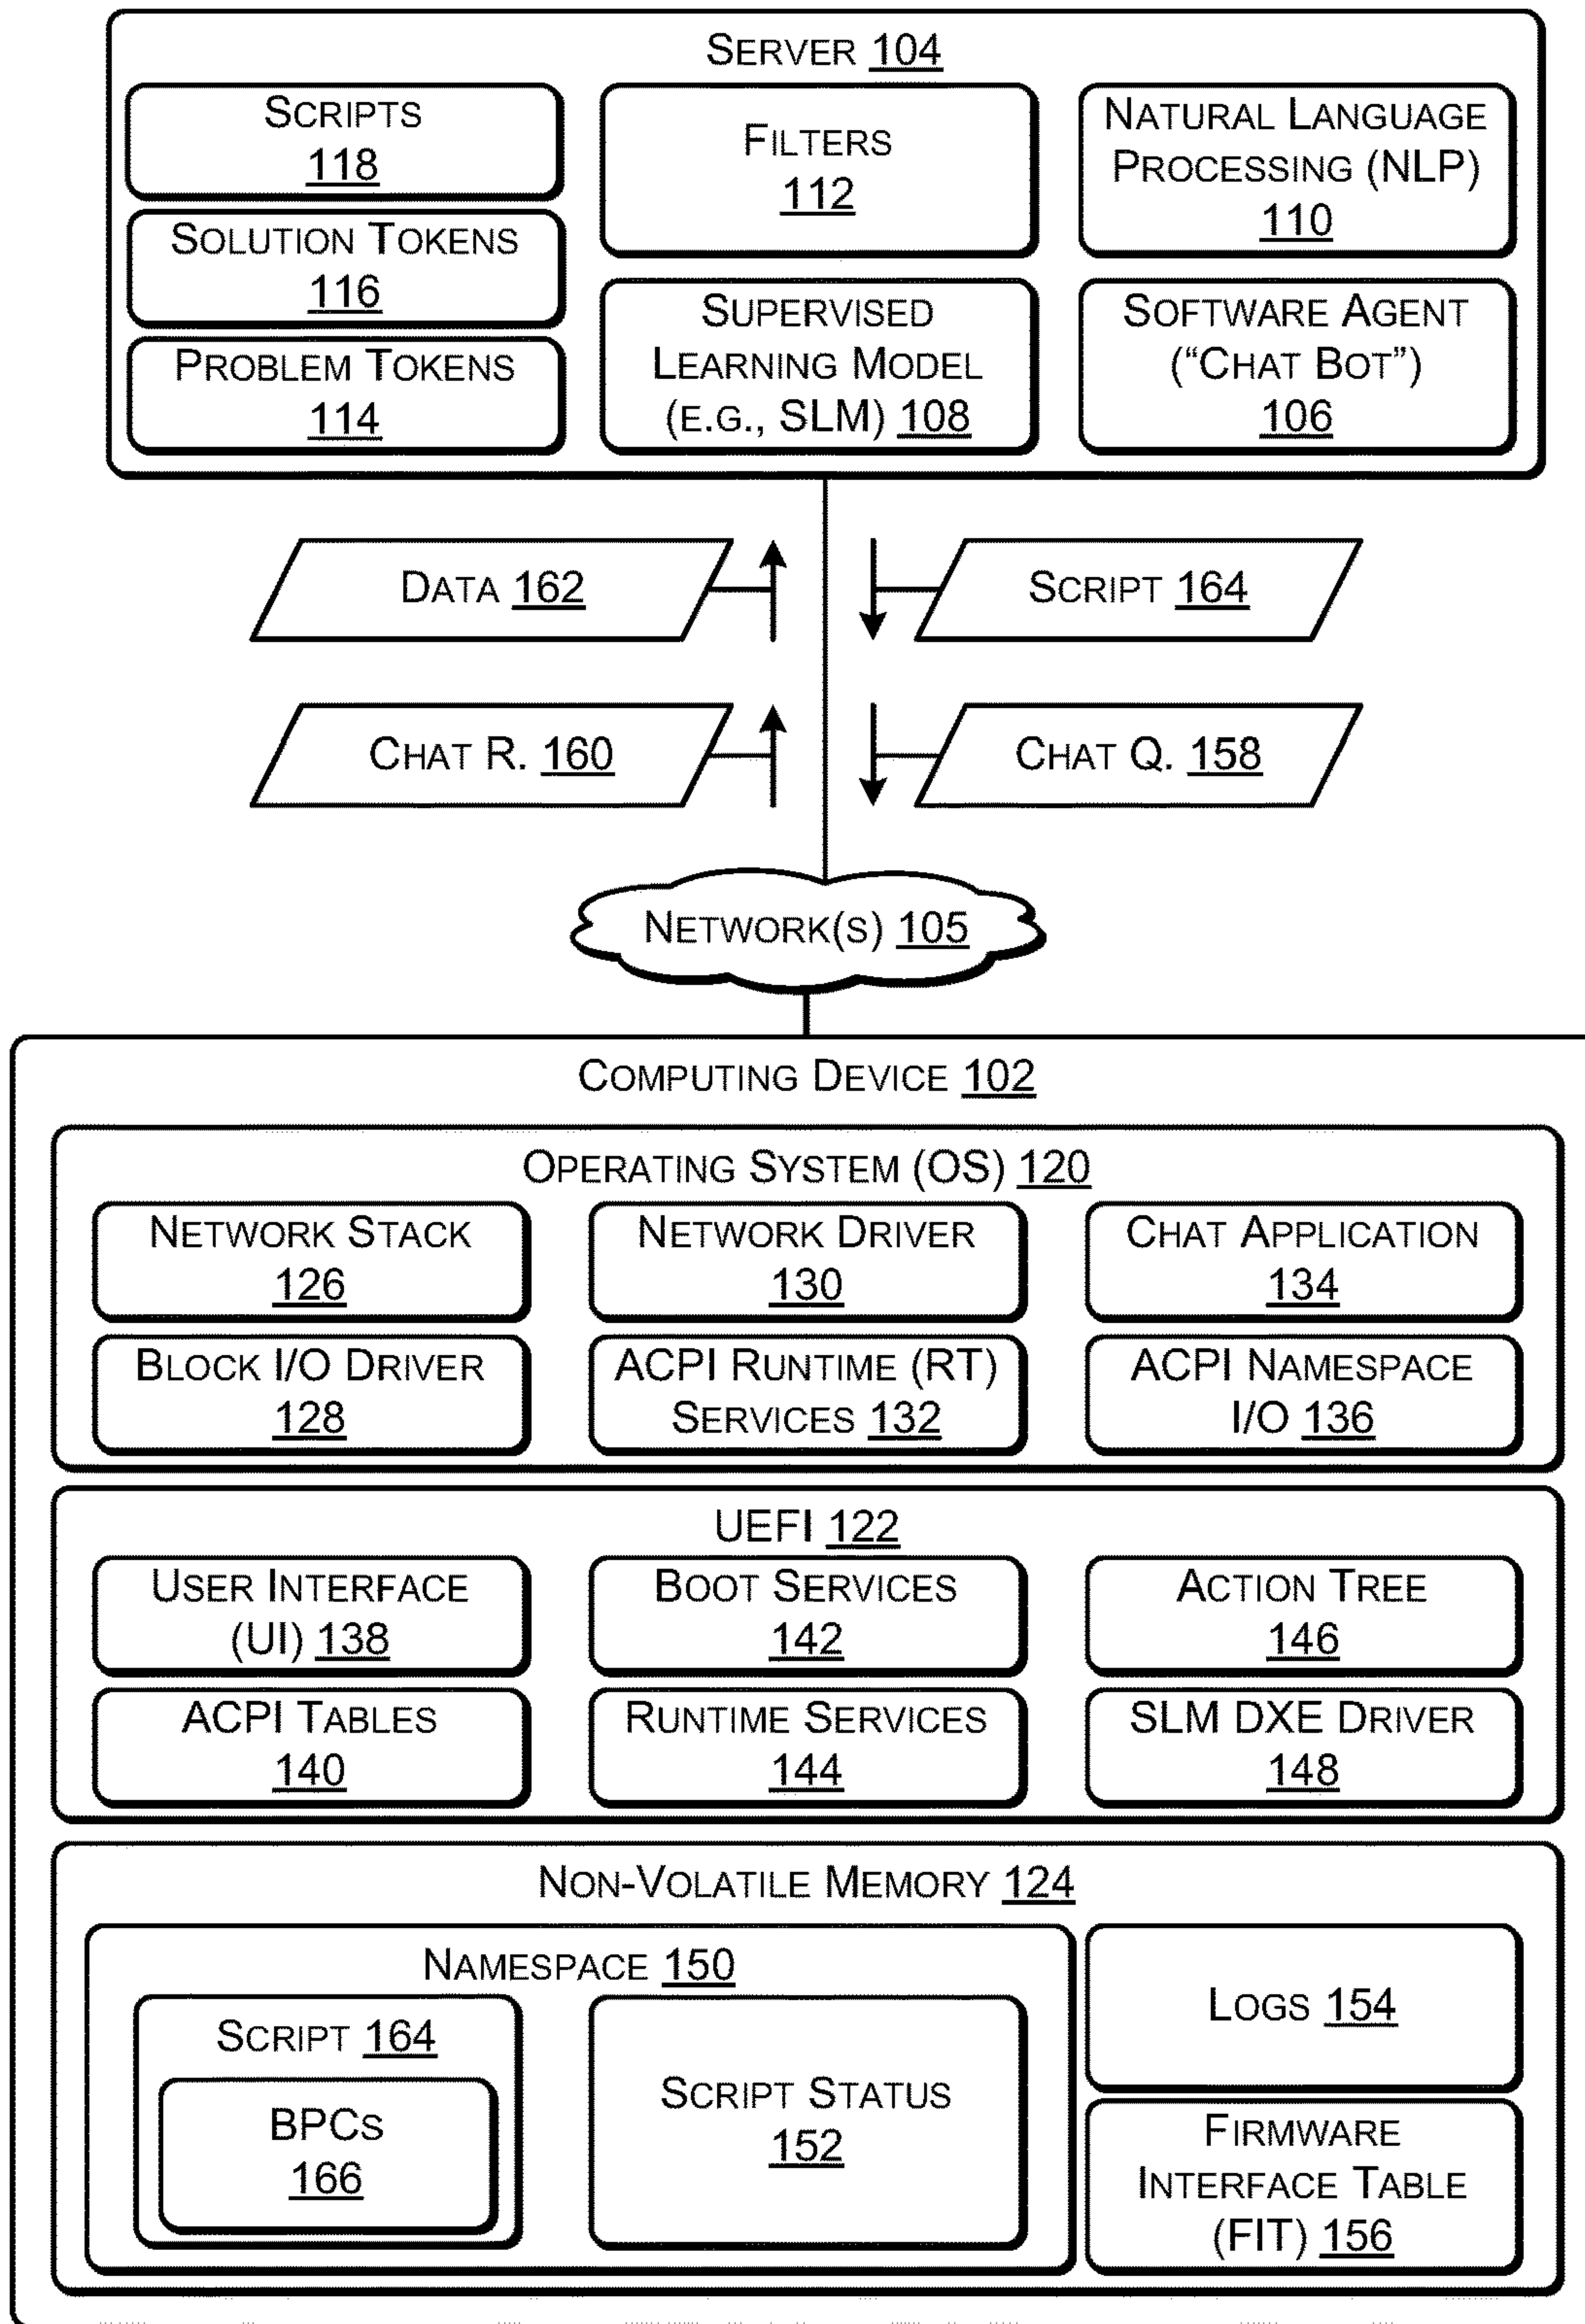 SERVER 104
SCRIPTS
118
SOLUTION TOKENS
116
PROBLEM TOKENS
114
FILTERS
112
SUPERVISED
LEARNING MODEL
(E.G., SLM) 108
NATURAL LANGUAGE
PROCESSING (NLP)
110
SOFTWARE AGENT
(“CHAT BOT”)
106
DATA 162
SCRIPT 164
CHAT R. 160
CHAT Q. 158
NETWORK(S) 105
COMPUTING DEVICE 102
OPERATING SYSTEM (OS) 120
NETWORK STACK
126
NETWORK DRIVER
130
CHAT APPLICATION
134
BLOCK I/O DRIVER
128
ACPI RUNTIME (RT)
SERVICES 132
ACPI NAMESPACE
I/O 136
UEFI 122
USER INTERFACE
(UI) 138
BOOT SERVICES
142
ACTION TREE
146
ACPI TABLES
140
RUNTIME SERVICES
144
SLM DXE DRIVER
148
NON-VOLATILE MEMORY 124
NAMESPACE 150
SCRIPT 164
BPCS
166
SCRIPT STATUS
152
LOGS 154
FIRMWARE
INTERFACE TABLE
(FIT) 156